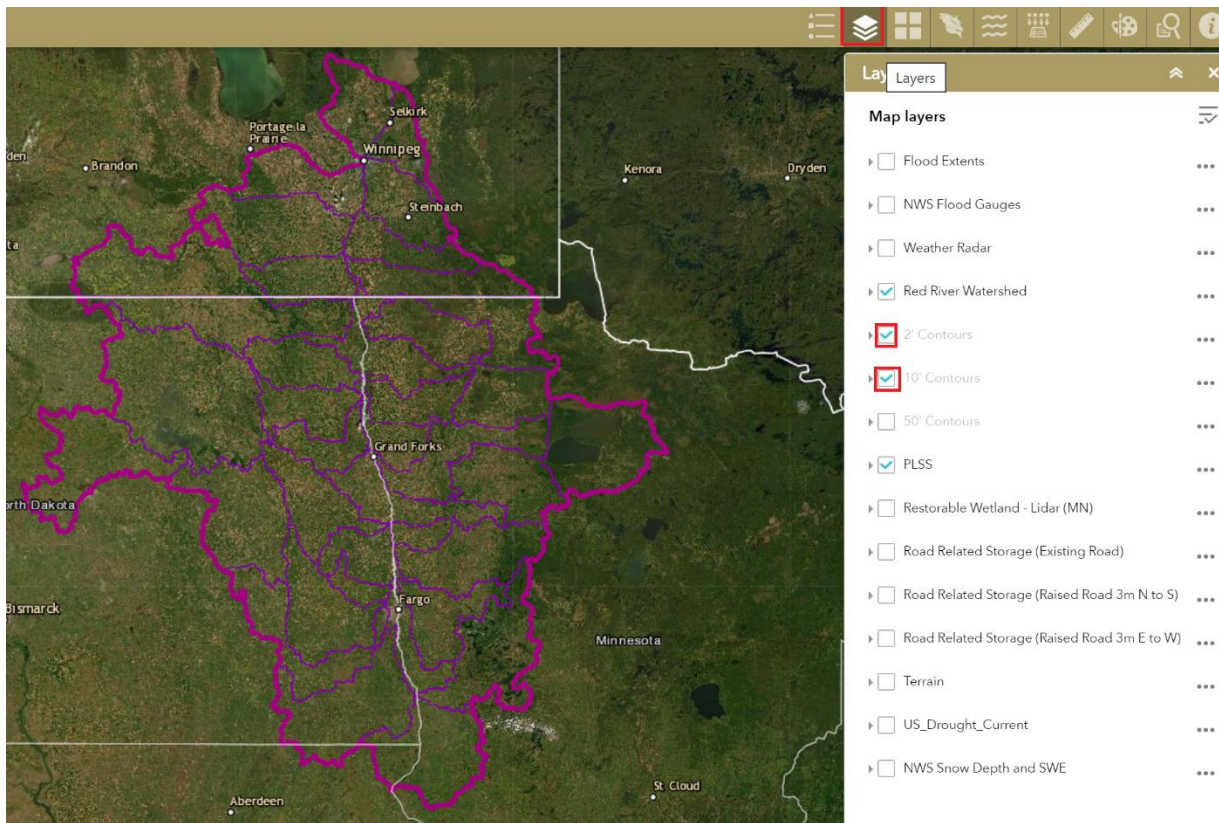 Layers
Map layers
Flood Extents
NWS Flood Gauges
Weather Radar
Red River Watershed
2' Contours
10' Contours
50' Contours
PLSS
Restorable Wetland - Lidar (MN)
Road Related Storage (Existing Road)
Road Related Storage (Raised Road 3m N to S)
Road Related Storage (Raised Road 3m E to W)
Terrain
US_Drought_Current
NWS Snow Depth and SWE
Selkirk
Portage la
Prairie
Winnipeg
Brandon
Kenora
Dryden
Steinbach
Grand Forks
rth Dakota
Fargo
Bismarck
Minnesota
St Cloud
Aberdeen